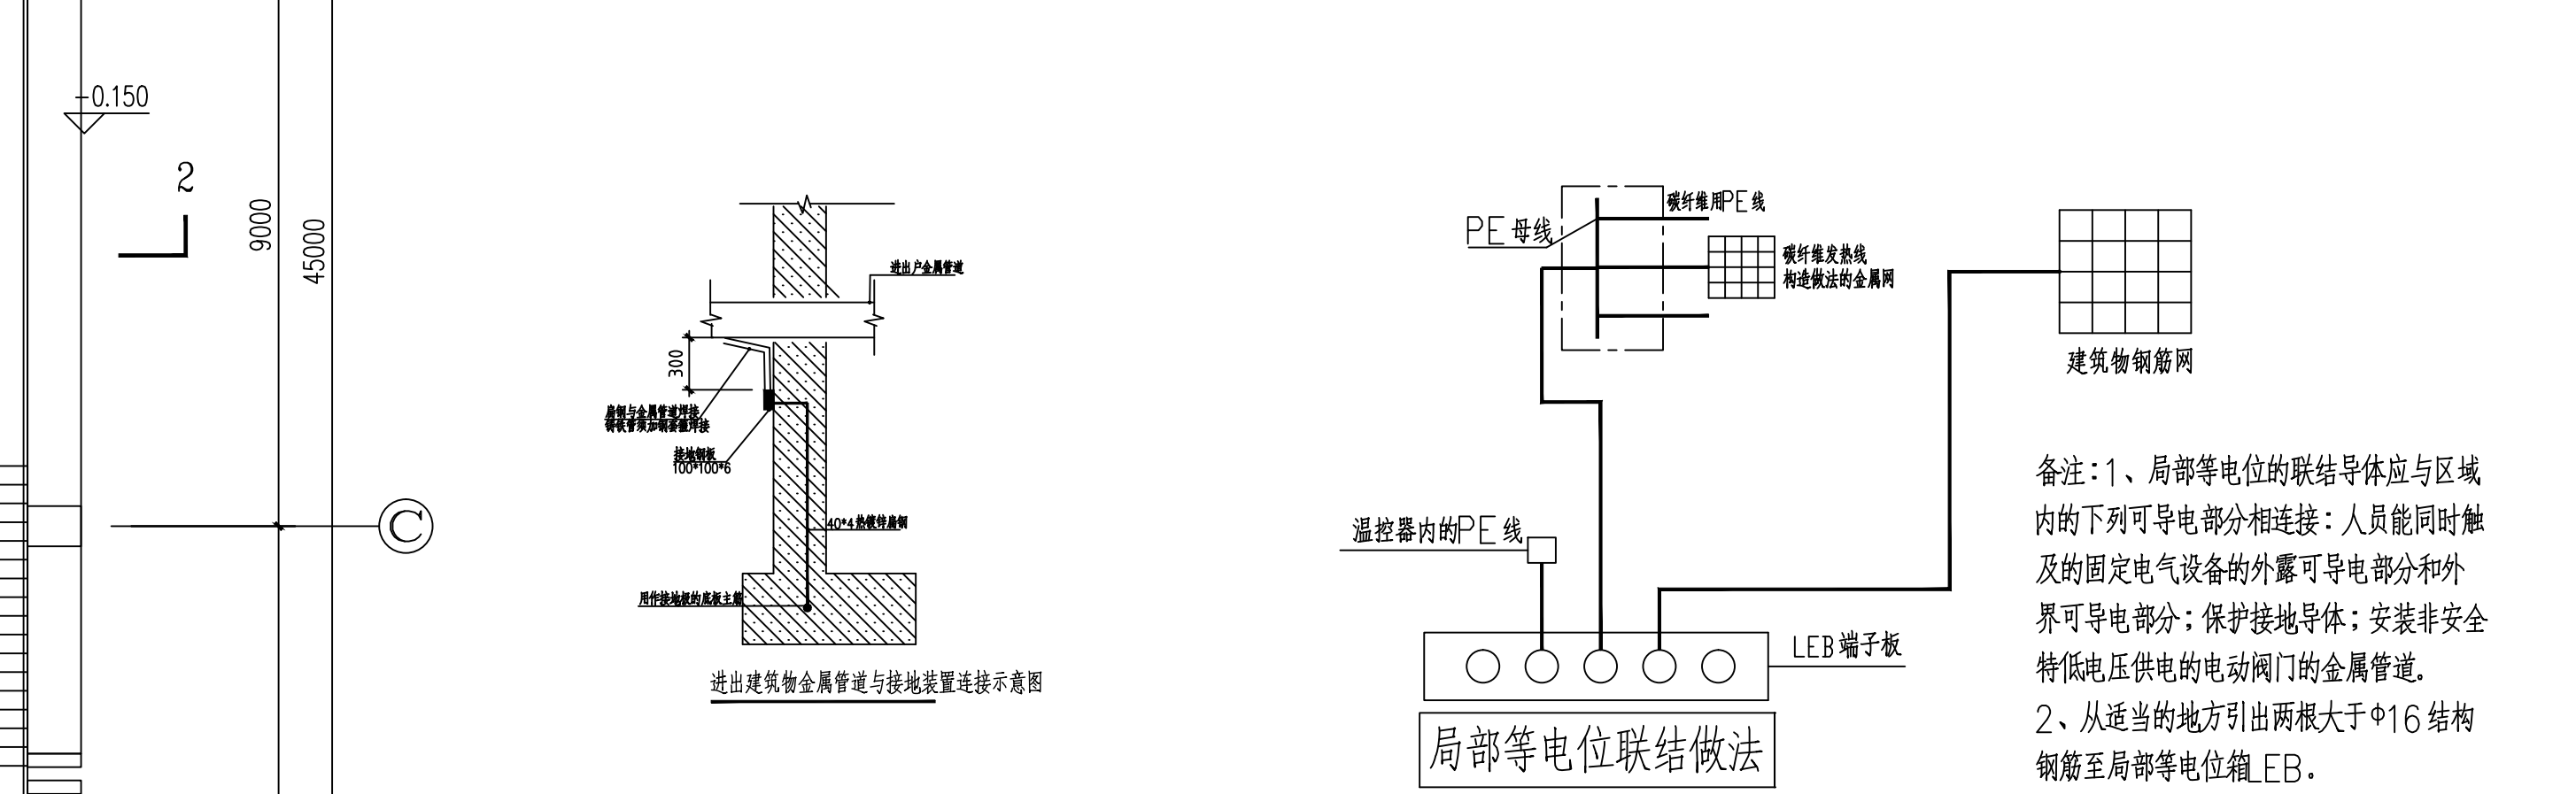 -0.150
2
9000
45000
C
进出户金属管道
300
扁钢与金属管道焊接
铸铁管须加钢套箍焊接
接地钢板
100*100*6
40*4热镀锌扁钢
用作接地极的底板主筋
进出建筑物金属管道与接地装置连接示意图
碳纤维用PE线
PE母线
碳纤维发热线
构造做法的金属网
建筑物钢筋网
温控器内的PE线
LEB端子板
局部等电位联结做法
备注:1、局部等电位的联结导体应与区域
内的下列可导电部分相连接:人员能同时触
及的固定电气设备的外露可导电部分和外
界可导电部分;保护接地导体;安装非安全
特低电压供电的电动阀门的金属管道。
2、从适当的地方引出两根大于Φ16结构
钢筋至局部等电位箱LEB。